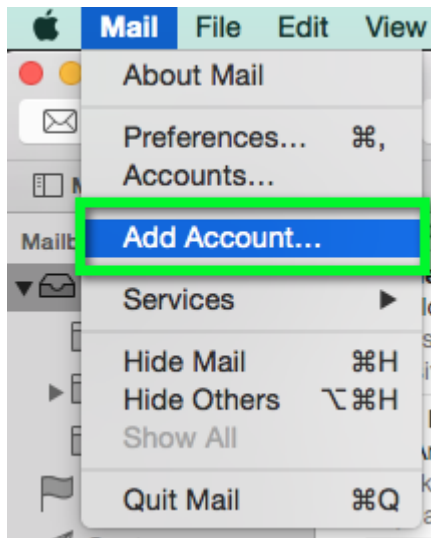 Mail File Edit View
About Mail
Preferences... ⌘,
Accounts...
Add Account...
Services ▶
Hide Mail ⌘H
Hide Others ⌥⌘H
Show All
Quit Mail ⌘Q